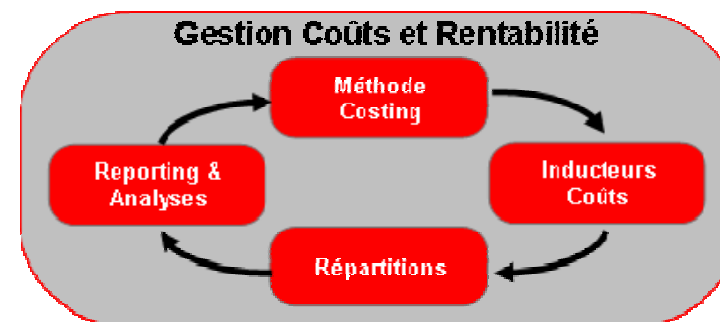 Gestion Coûts et Rentabilité
Méthode
Costing
Reporting &
Analyses
Inducteurs
Coûts
Répartitions